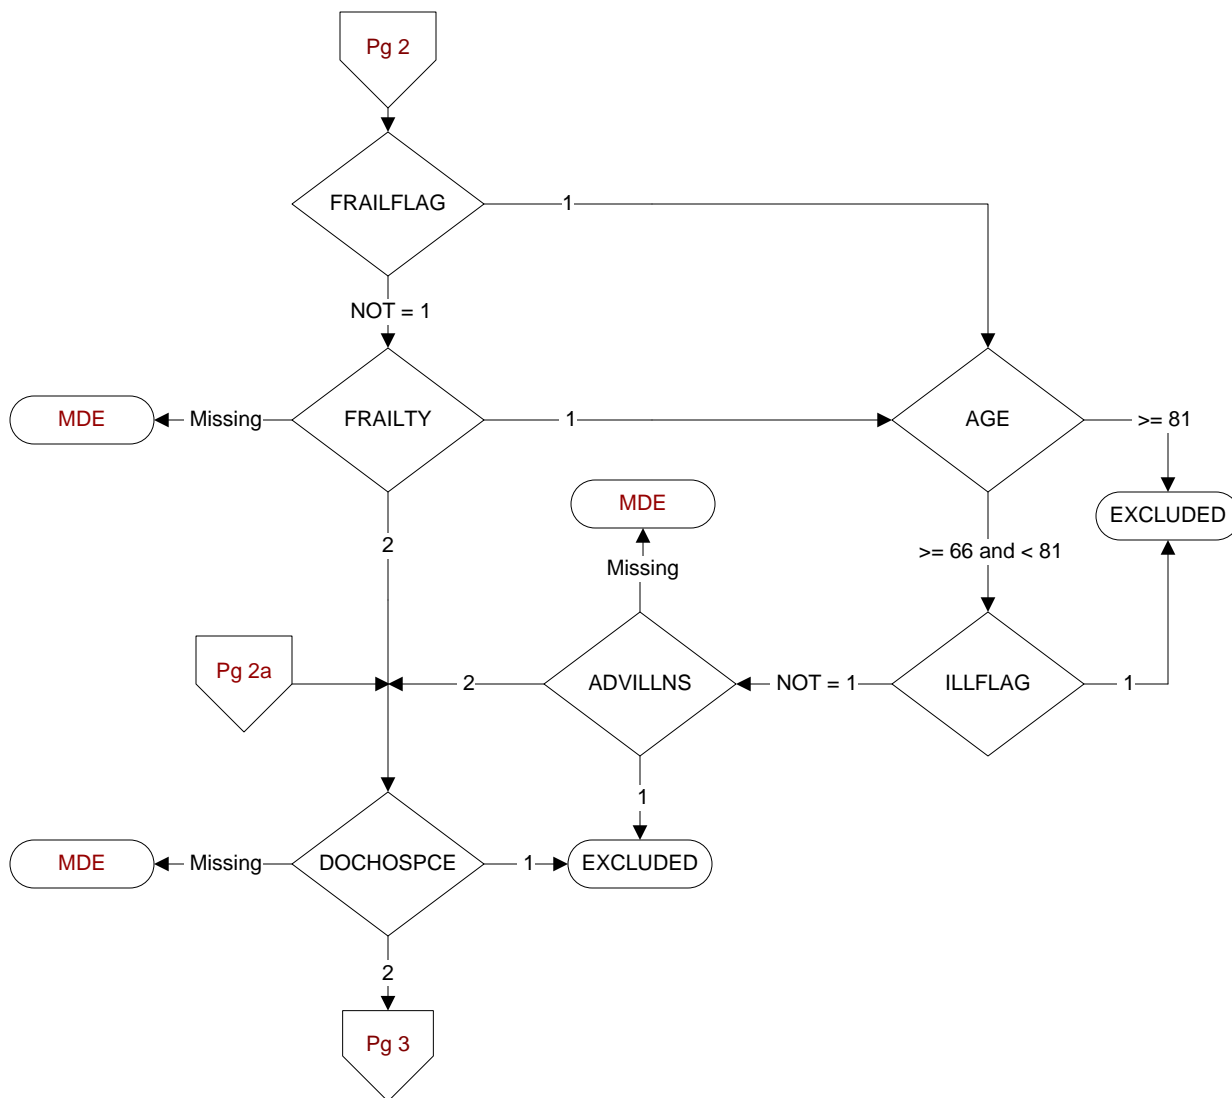 Pg 2
FRAILFLAG
1
NOT = 1
MDE
Missing
FRAILTY
1
AGE
>= 81
EXCLUDED
2
MDE
Missing
>= 66 and < 81
Pg 2a
2
ADVILLNS
NOT = 1
ILLFLAG
1
1
MDE
Missing
DOCHOSPCE
1
EXCLUDED
2
Pg 3